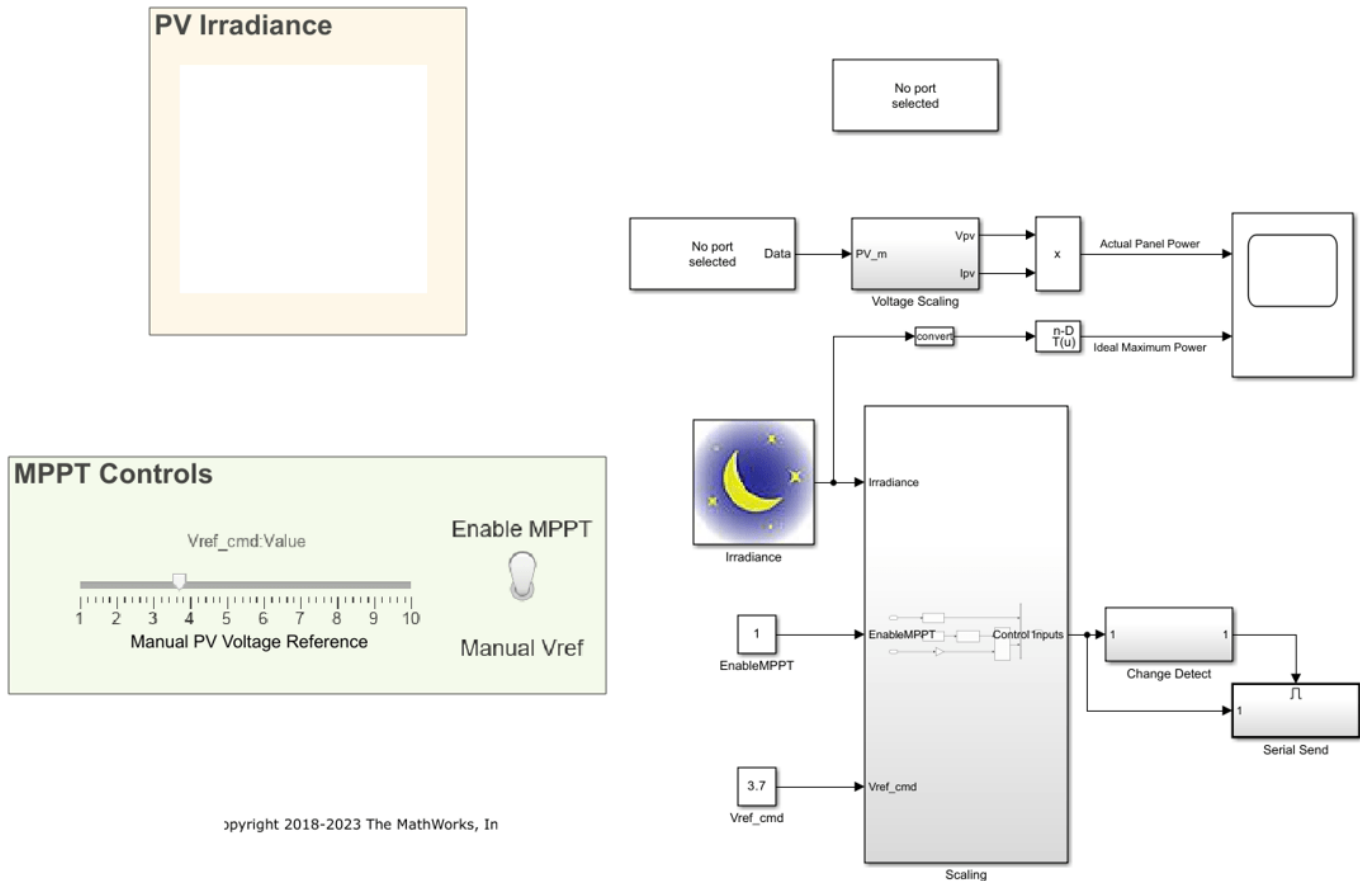 PV Irradiance
No port
selected
No port
selected
Data
PV_m
Vpv
Ipv
Voltage Scaling
x
Actual Panel Power
convert
n-D
T(u)
Ideal Maximum Power
MPPT Controls
Vref_cmd:Value
1 2 3 4 5 6 7 8 9 10
Manual PV Voltage Reference
Enable MPPT
Manual Vref
Irradiance
Irradiance
1
EnableMPPT
EnableMPPT
Control Inputs
1
1
Change Detect
1
Serial Send
3.7
Vref_cmd
Vref_cmd
Scaling
opyright 2018-2023 The MathWorks, In